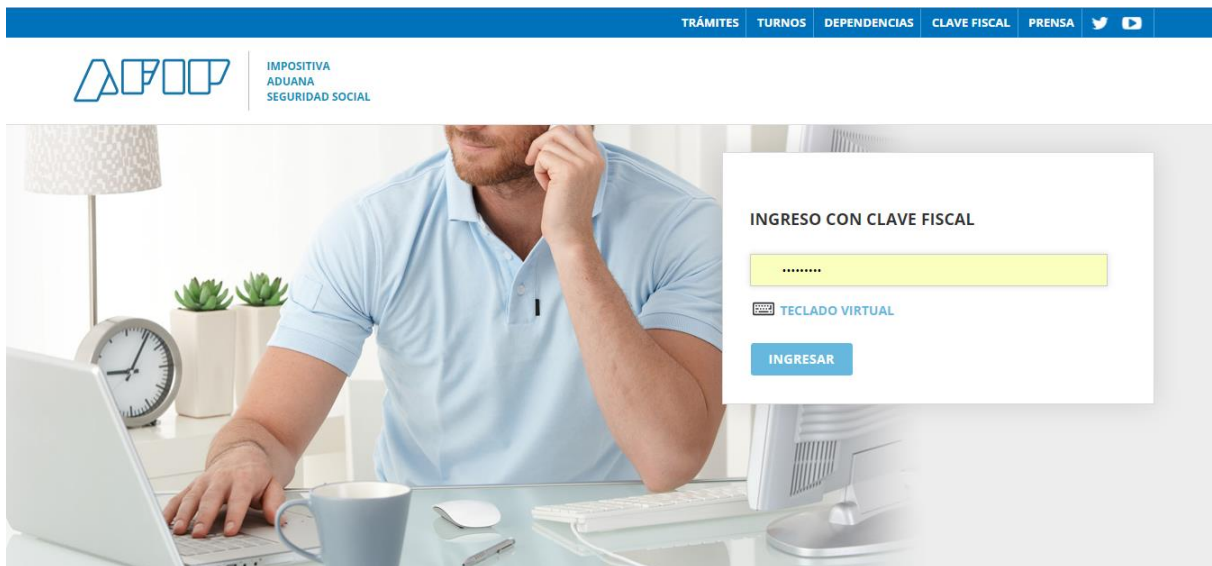 TRÁMITES TURNOS DEPENDENCIAS CLAVE FISCAL PRENSA
AFIP
IMPOSITIVA
ADUANA
SEGURIDAD SOCIAL
INGRESO CON CLAVE FISCAL
•••••••••
TECLADO VIRTUAL
INGRESAR